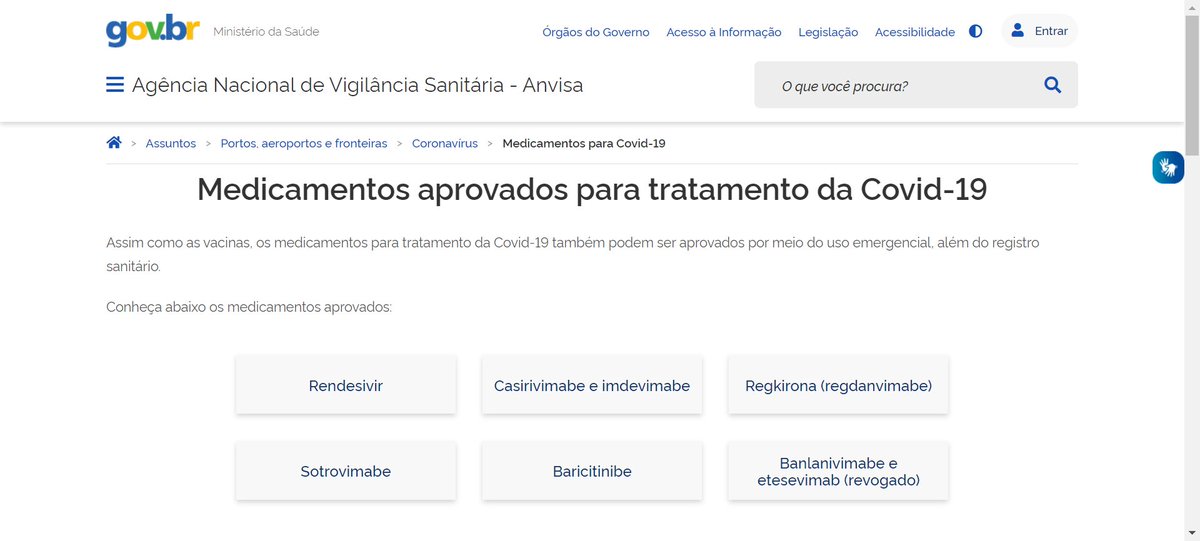 gov.br Ministério da Saúde Órgãos do Governo Acesso à Informação Legislação Acessibilidade Entrar
Agência Nacional de Vigilância Sanitária - Anvisa O que você procura?
> Assuntos > Portos, aeroportos e fronteiras > Coronavírus > Medicamentos para Covid-19
Medicamentos aprovados para tratamento da Covid-19
Assim como as vacinas, os medicamentos para tratamento da Covid-19 também podem ser aprovados por meio do uso emergencial, além do registro
sanitário.
Conheça abaixo os medicamentos aprovados:
Rendesivir Casirivimabe e imdevimabe Regkirona (regdanvimabe)
Sotrovimabe Baricitinibe Banlanivimabe e
etesevimab (revogado)